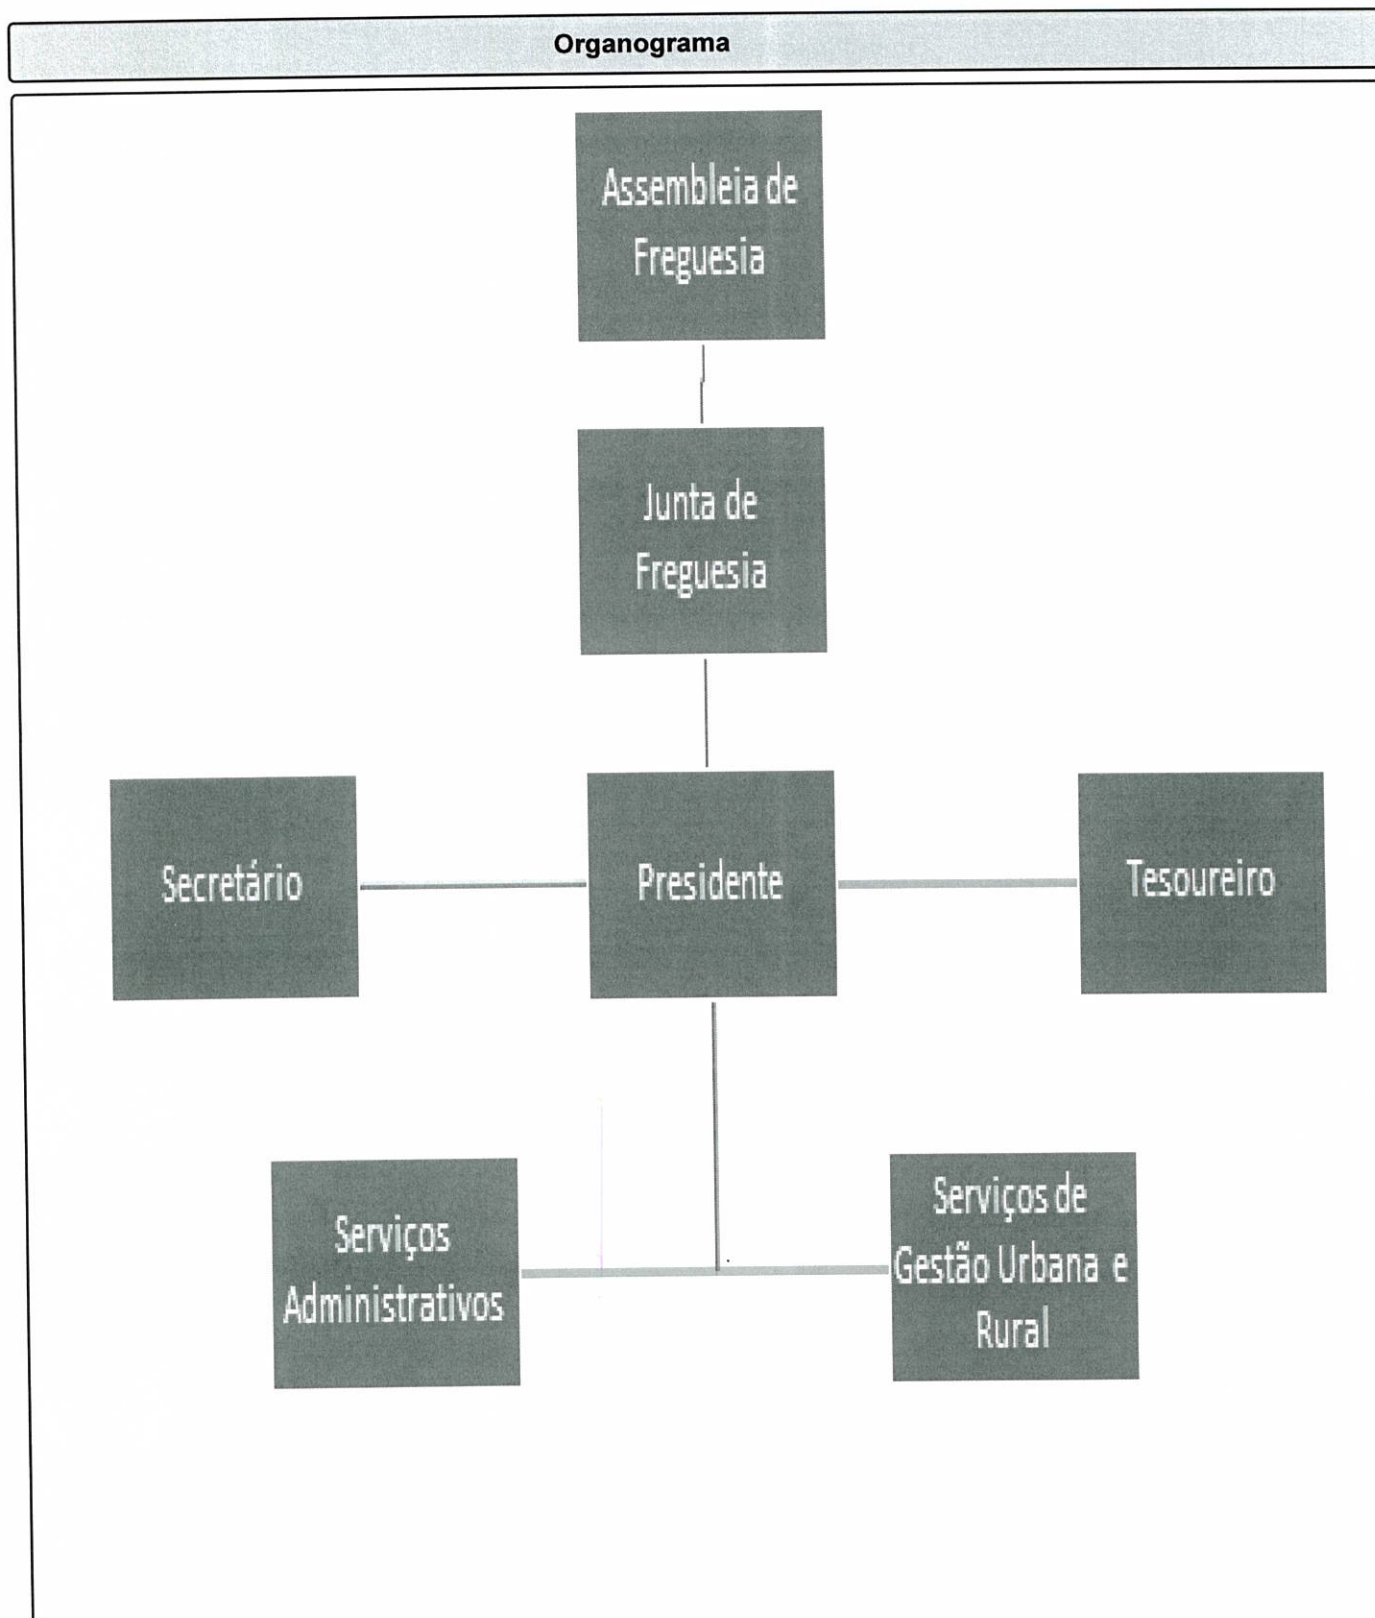 Organograma
Assembleia de
Freguesia
Junta de
Freguesia
Secretário
Presidente
Tesoureiro
Serviços
Administrativos
Serviços de
Gestão Urbana e
Rural